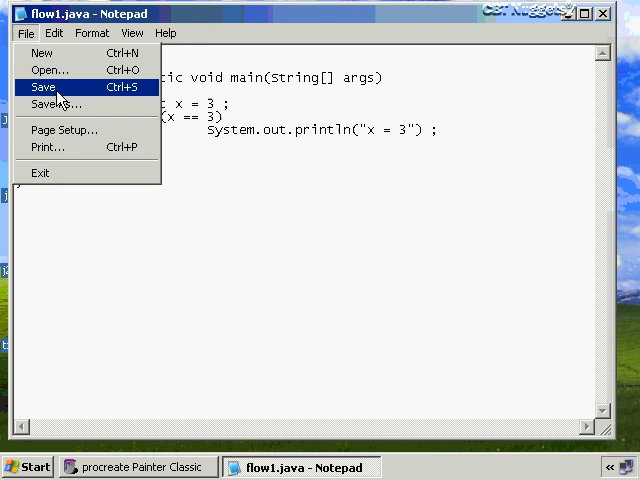 flow1.java - Notepad
CBT Nuggets
File Edit Format View Help
New Ctrl+N
Open... Ctrl+O
Save Ctrl+S
Page Setup...
Print... Ctrl+P
Exit
tic void main(String[] args)
t x = 3 ;
(x == 3)
System.out.println("x = 3") ;
}
Start
procreate Painter Classic
flow1.java - Notepad
«